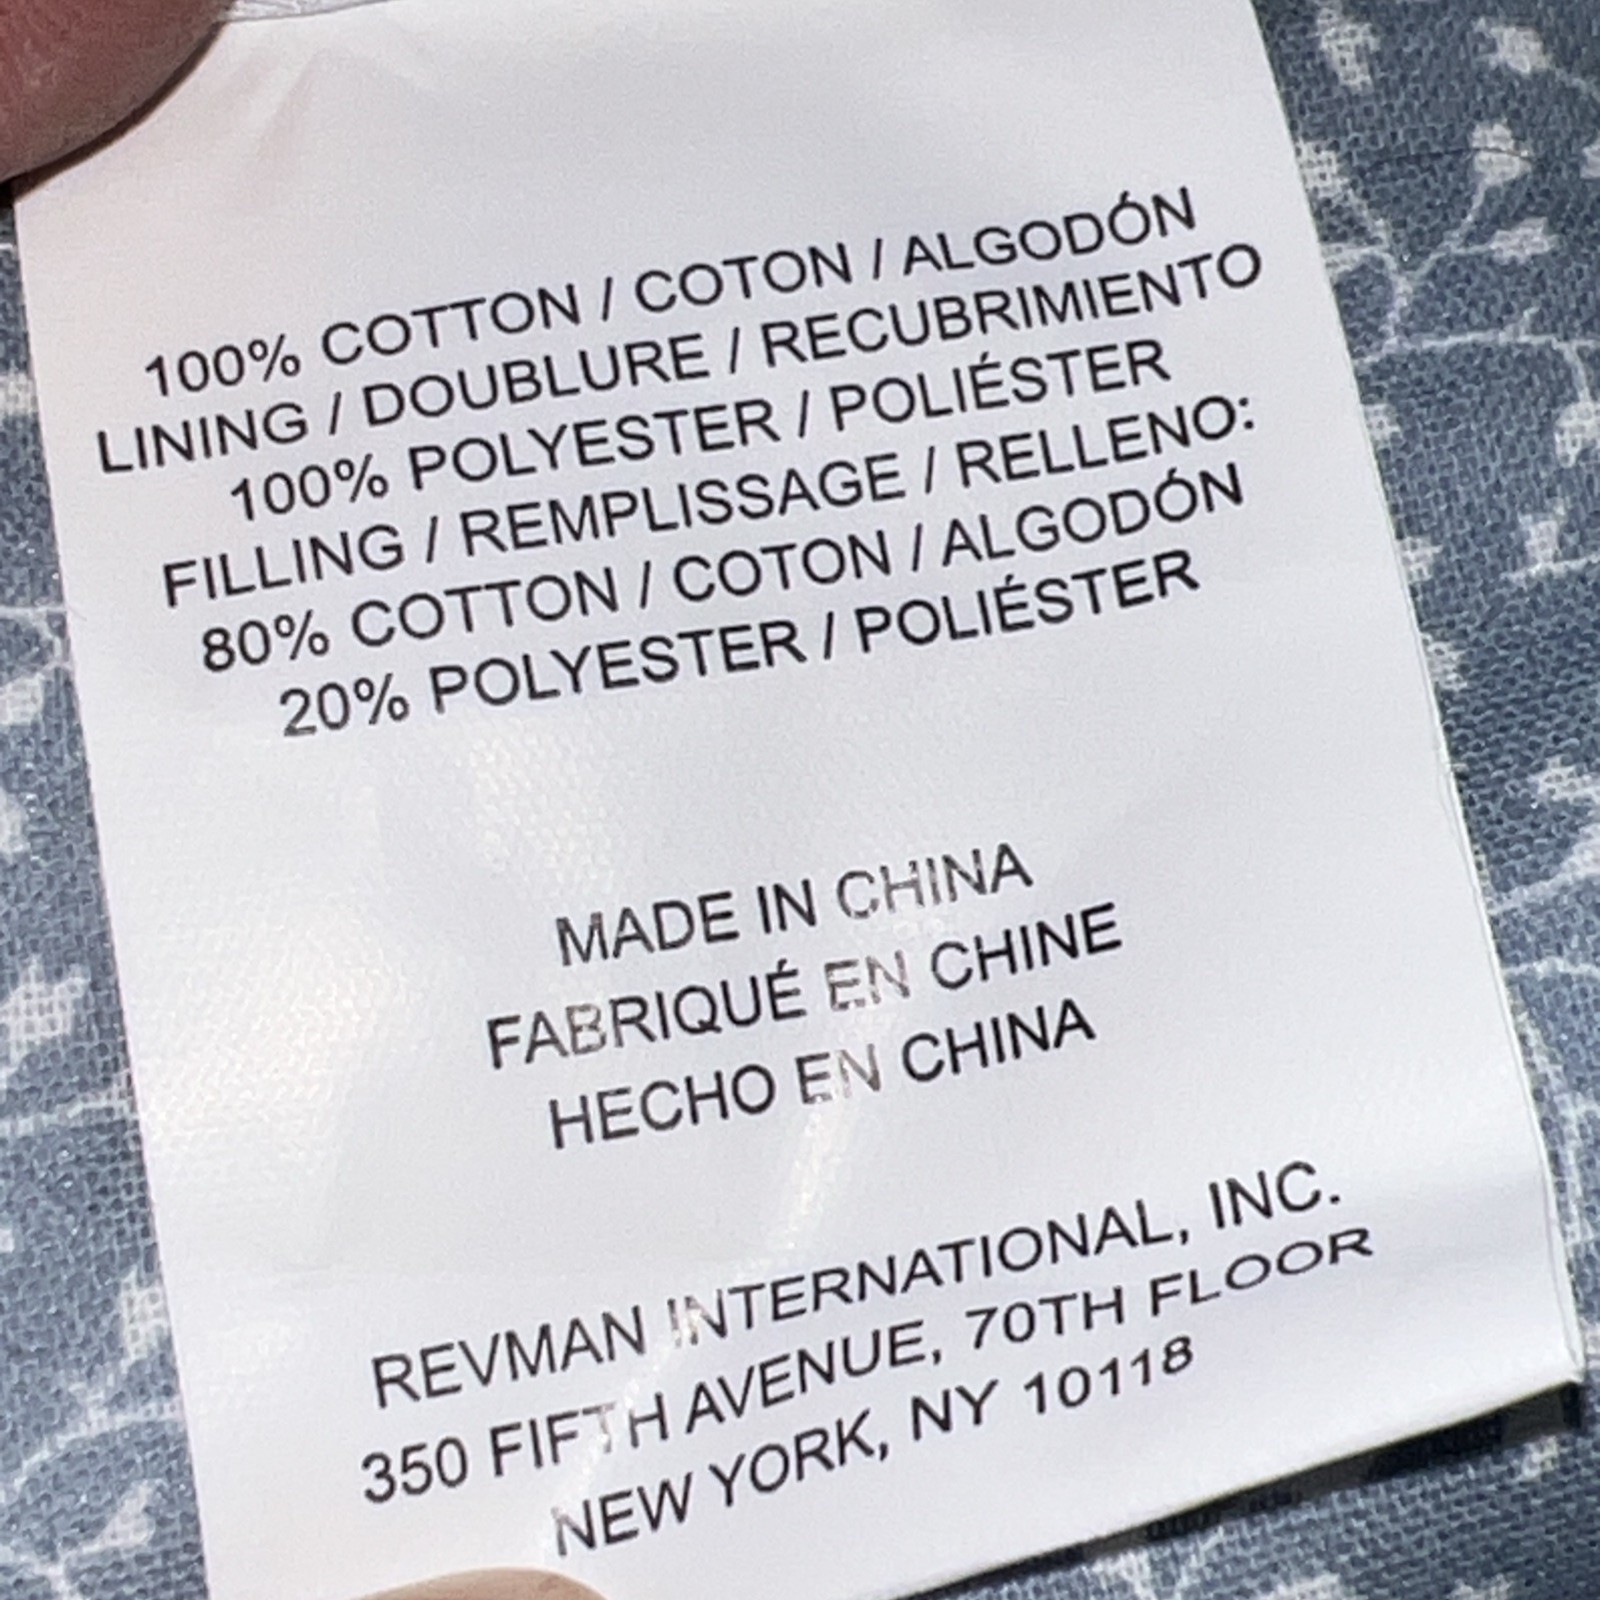 100% COTTON / COTON / ALGODÓN
LINING / DOUBLURE / RECUBRIMIENTO
100% POLYESTER / POLIÉSTER
FILLING / REMPLISSAGE / RELLENO:
80% COTTON / COTON / ALGODÓN
20% POLYESTER / POLIÉSTER
MADE IN CHINA
FABRIQUÉ EN CHINE
HECHO EN CHINA
REVMAN INTERNATIONAL, INC.
350 FIFTH AVENUE, 70TH FLOOR
NEW YORK, NY 10118